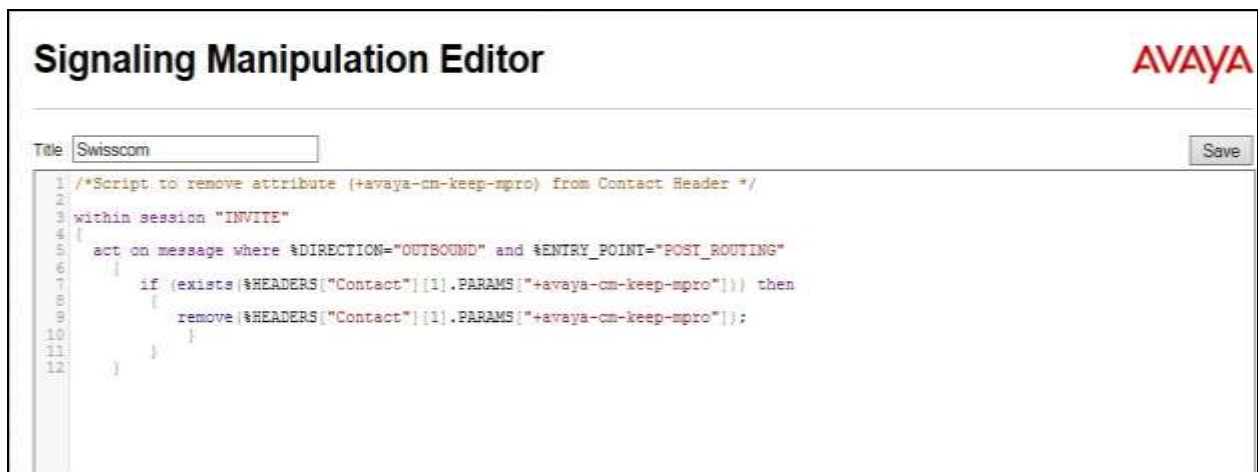 Signaling Manipulation Editor
AVAYA
Title Swisscom
Save
1 /*Script to remove attribute (+avaya-cm-keep-mpro) from Contact Header */
2
3 within session "INVITE"
4 {
5 act on message where %DIRECTION="OUTBOUND" and %ENTRY_POINT="POST_ROUTING"
6 {
7 if (exists(%HEADERS["Contact"][1].PARAMS["+avaya-cm-keep-mpro"])) then
8 {
9 remove(%HEADERS["Contact"][1].PARAMS["+avaya-cm-keep-mpro"]);
10 }
11 }
12 }